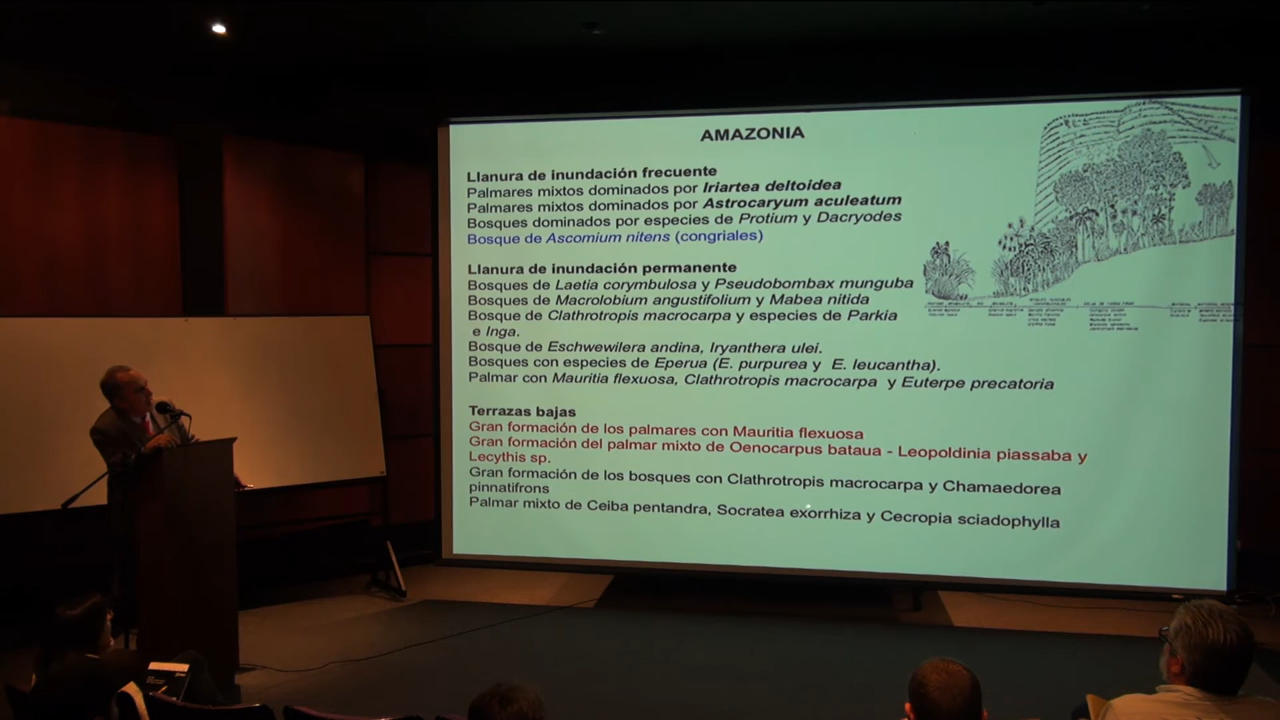 AMAZONIA
Llanura de inundación frecuente
Palmares mixtos dominados por Iriartea deltoidea
Palmares mixtos dominados por Astrocaryum aculeatum
Bosques dominados por especies de Protium y Dacryodes
Bosque de Ascomium nitens (congriales)
Llanura de inundación permanente
Bosques de Laetia corymbulosa y Pseudobombax munguba
Bosques de Macrolobium angustifolium y Mabea nitida
Bosque de Clathrotropis macrocarpa y especies de Parkia
e Inga.
Bosque de Eschwewilera andina, Iryanthera ulei.
Bosques con especies de Eperua (E. purpurea y E. leucantha).
Palmar con Mauritia flexuosa, Clathrotropis macrocarpa y Euterpe precatoria
Terrazas bajas
Gran formación de los palmares con Mauritia flexuosa
Gran formación del palmar mixto de Oenocarpus bataua - Leopoldinia piassaba y
Lecythis sp.
Gran formación de los bosques con Clathrotropis macrocarpa y Chamaedorea
pinnatifrons
Palmar mixto de Ceiba pentandra, Socratea exorrhiza y Cecropia sciadophylla